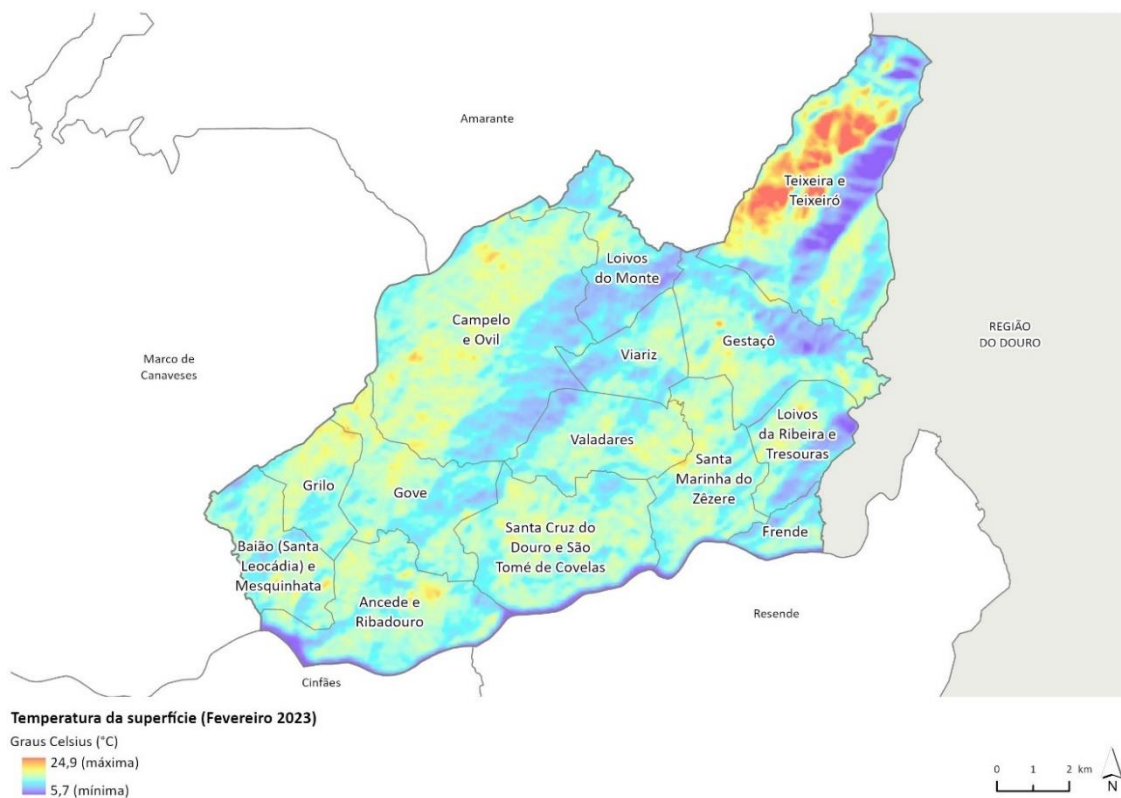 Amarante
Teixeira e
Teixeiró
Loivos
do Monte
Campelo
e Ovil
Gestaçô
REGIÃO
DO DOURO
Viariz
Marco de
Canaveses
Loivos
da Ribeira e
Tresouras
Valadares
Santa
Marinha do
Zêzere
Grilo
Gove
Santa Cruz do
Douro e São
Tomé de Covelas
Frende
Baião (Santa
Leocádia) e
Mesquinhata
Ancede e
Ribadouro
Resende
Cinfães
Temperatura da superfície (Fevereiro 2023)
Graus Celsius (°C)
24,9 (máxima)
5,7 (mínima)
0 1 2 km
N